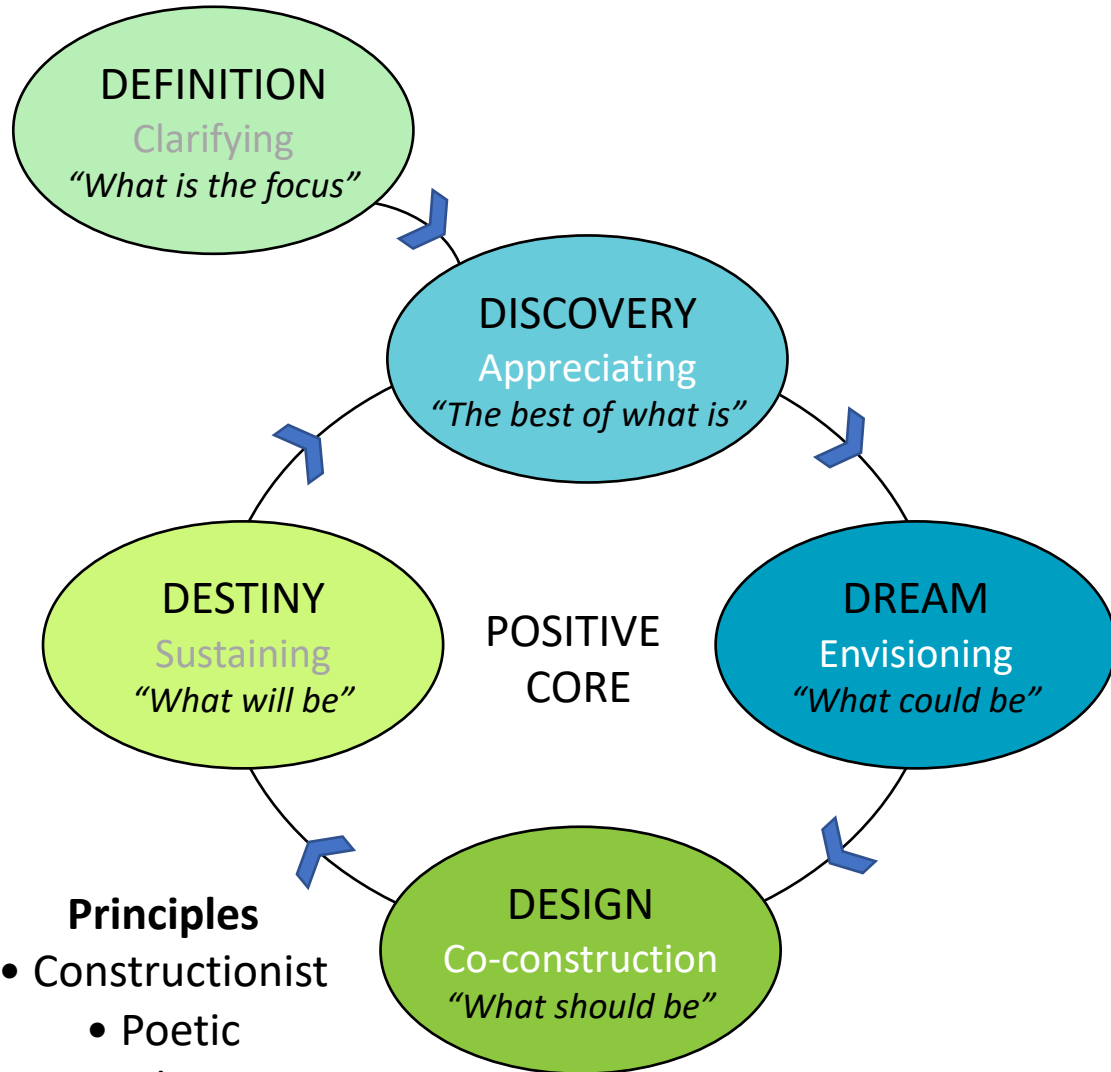 DEFINITION
Clarifying
“What is the focus”
DISCOVERY
Appreciating
“The best of what is”
DESTINY
Sustaining
“What will be”
POSITIVE
CORE
DREAM
Envisioning
“What could be”
DESIGN
Co-construction
“What should be”
Principles
• Constructionist
• Poetic